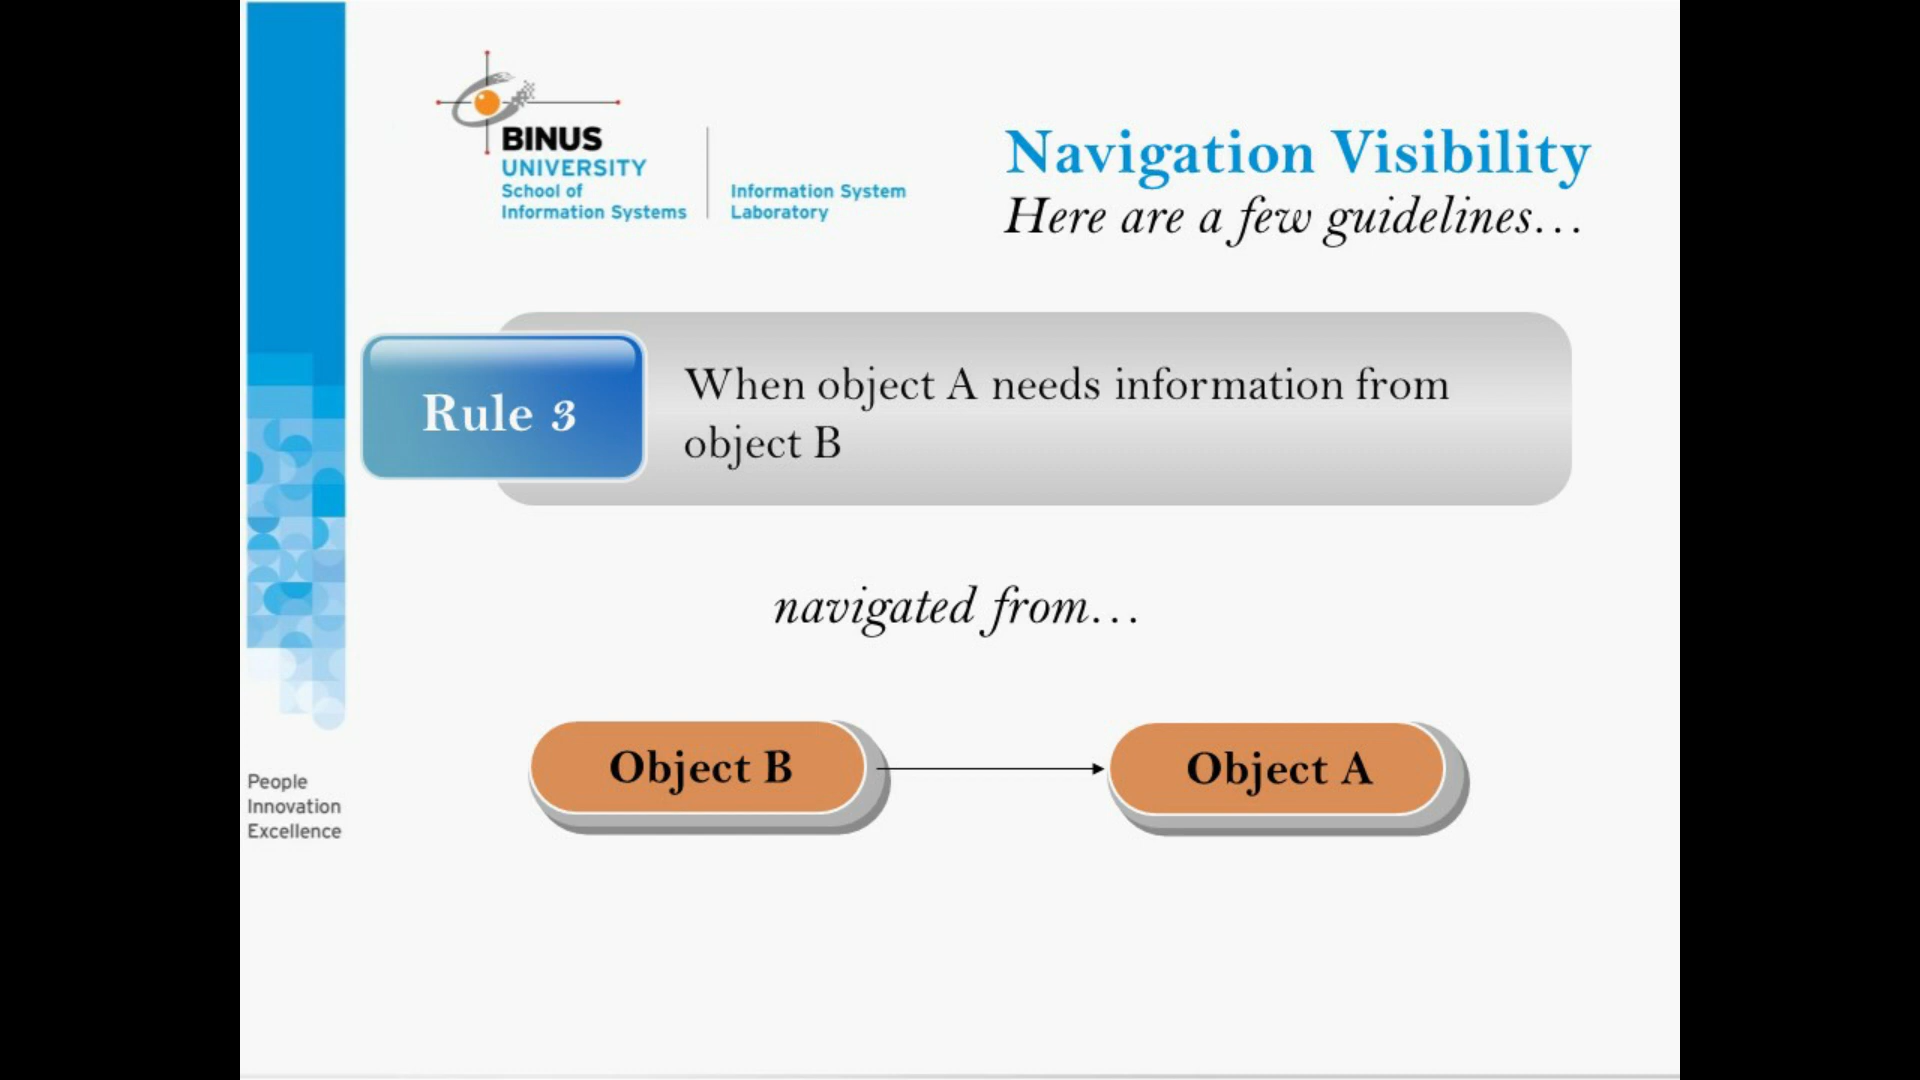 BINUS
UNIVERSITY
School of
Information Systems
Information System
Laboratory
Navigation Visibility
Here are a few guidelines...
Rule 3
When object A needs information from
object B
navigated from...
Object B
Object A
People
Innovation
Excellence